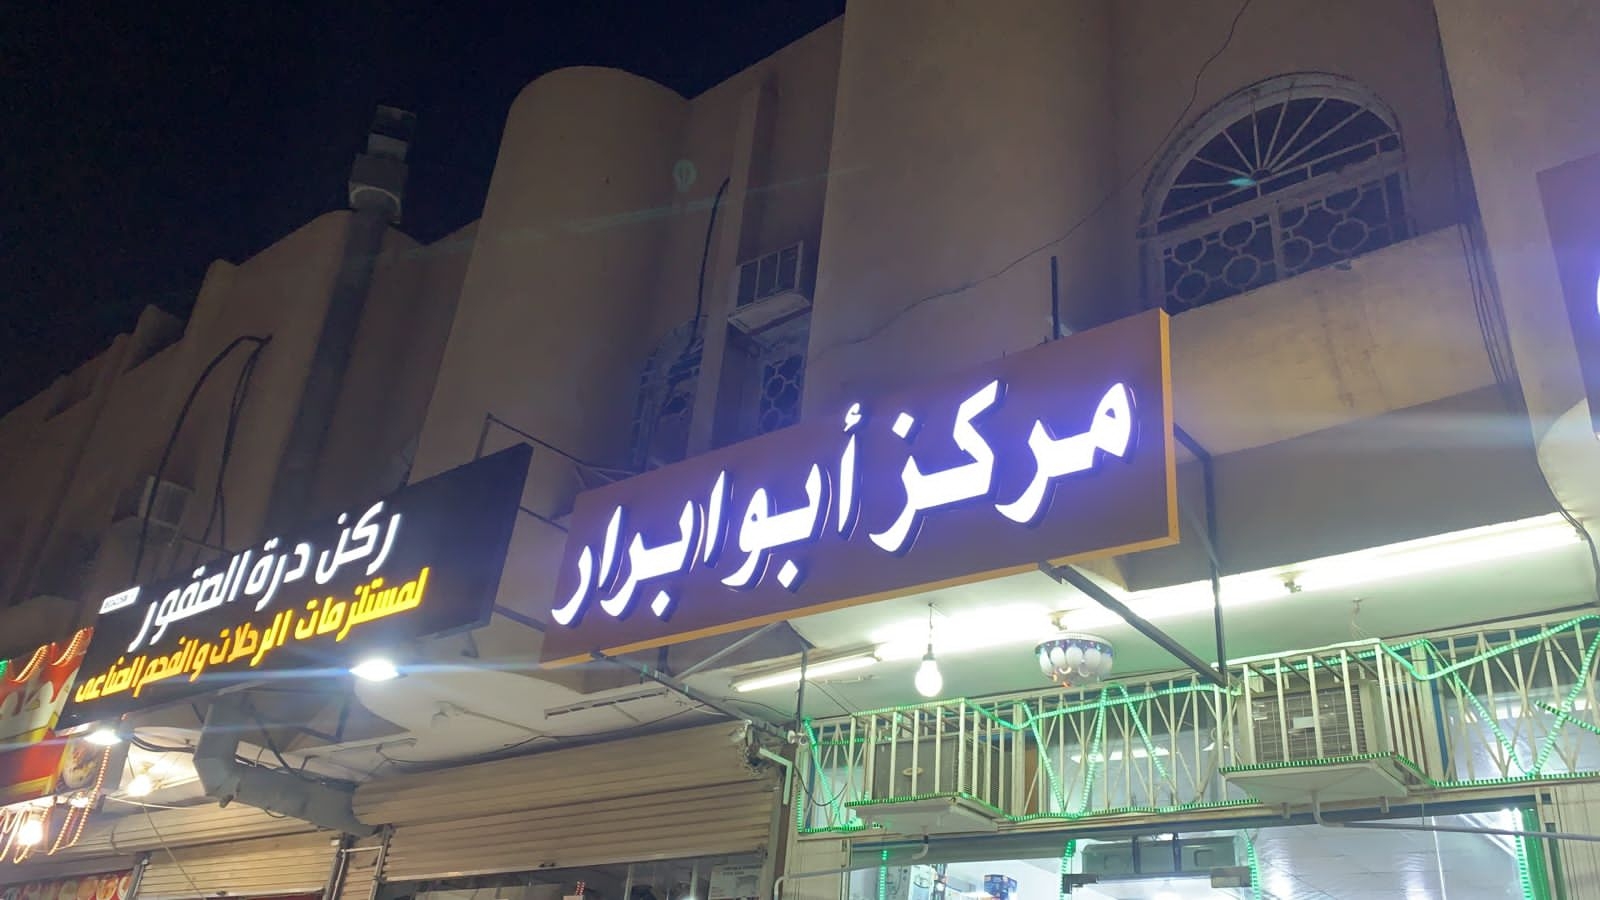 مركز أبو ابرار
ركن درة الصقور
لمستلزمات الرحلات والفحم الصناعي